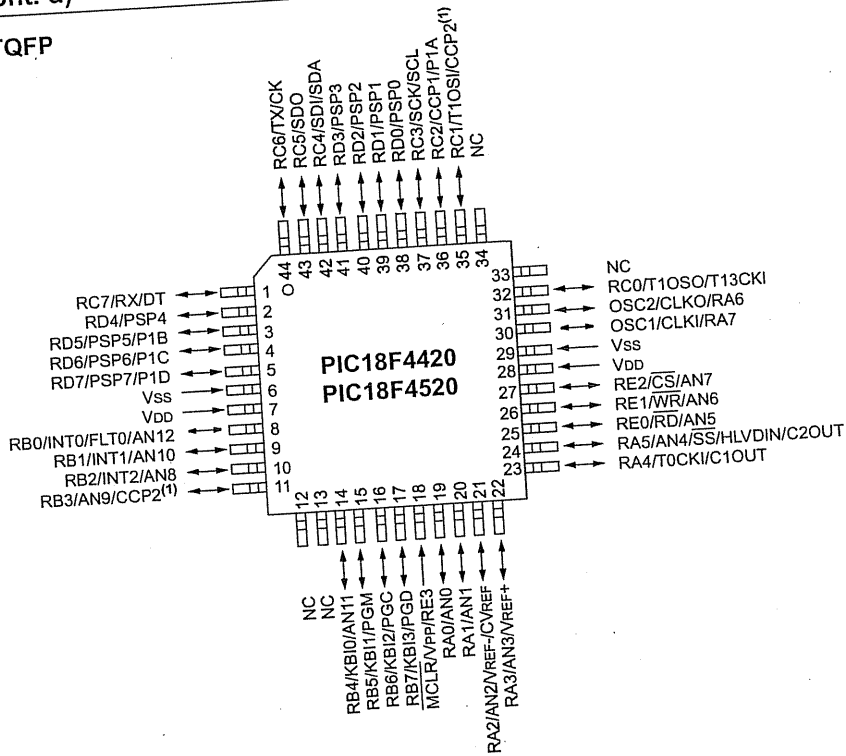 TQFP
RC6/TX/CK
RC5/SDO
RC4/SDI/SDA
RD3/PSP3
RD2/PSP2
RD1/PSP1
RD0/PSP0
RC3/SCK/SCL
RC2/CCP1/P1A
RC1/T1OSI/CCP2(1)
NC
44 43 42 41 40 39 38 37 36 35 34
RC7/RX/DT 1
RD4/PSP4 2
RD5/PSP5/P1B 3
RD6/PSP6/P1C 4
RD7/PSP7/P1D 5
VSS 6
VDD 7
RB0/INT0/FLT0/AN12 8
RB1/INT1/AN10 9
RB2/INT2/AN8 10
RB3/AN9/CCP2(1) 11
PIC18F4420
PIC18F4520
33 NC
32 RC0/T1OSO/T13CKI
31 OSC2/CLKO/RA6
30 OSC1/CLKI/RA7
29 VSS
28 VDD
27 RE2/CS/AN7
26 RE1/WR/AN6
25 RE0/RD/AN5
24 RA5/AN4/SS/HLVDIN/C2OUT
23 RA4/T0CKI/C1OUT
12 13 14 15 16 17 18 19 20 21 22
NC
NC
RB4/KBI0/AN11
RB5/KBI1/PGM
RB6/KBI2/PGC
RB7/KBI3/PGD
MCLR/VPP/RE3
RA0/AN0
RA1/AN1
RA2/AN2/VREF-/CVREF
RA3/AN3/VREF+